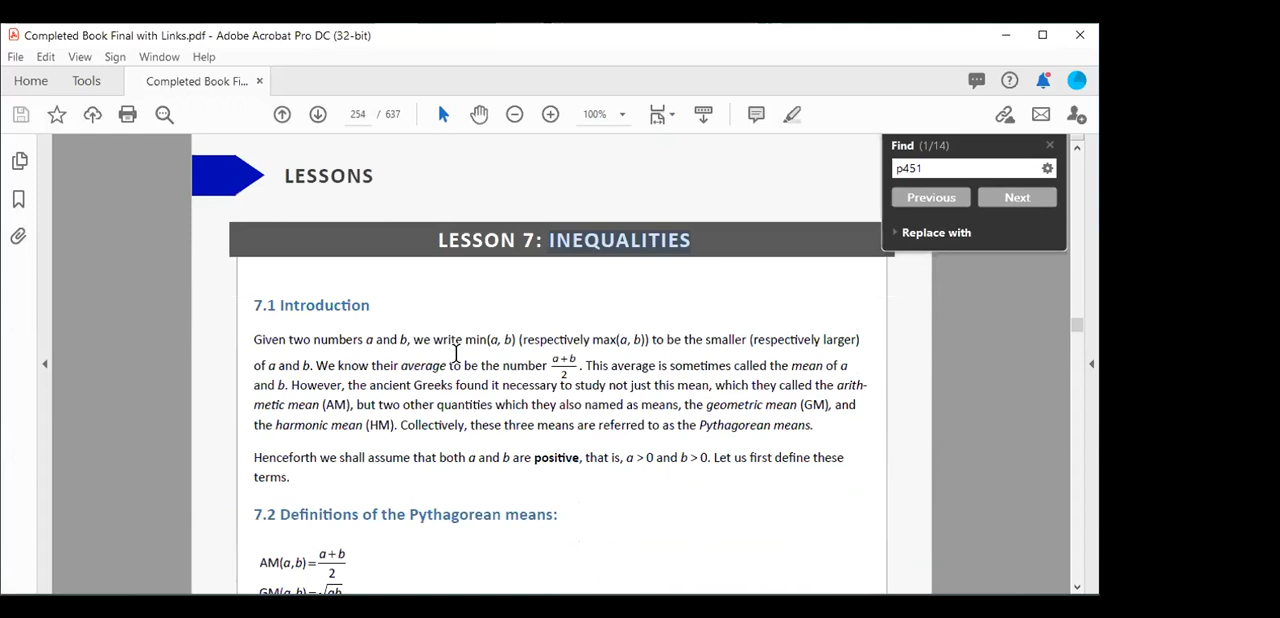 Completed Book Final with Links.pdf - Adobe Acrobat Pro DC (32-bit)
File Edit View Sign Window Help
Home Tools Completed Book Fi... ×
254 / 637 100%
Find (1/14)
p451
Previous Next
Replace with
LESSONS
LESSON 7: INEQUALITIES
7.1 Introduction
Given two numbers a and b, we write min(a, b) (respectively max(a, b)) to be the smaller (respectively larger)
of a and b. We know their average to be the number a+b/2. This average is sometimes called the mean of a
and b. However, the ancient Greeks found it necessary to study not just this mean, which they called the arith-
metic mean (AM), but two other quantities which they also named as means, the geometric mean (GM), and
the harmonic mean (HM). Collectively, these three means are referred to as the Pythagorean means.
Henceforth we shall assume that both a and b are positive, that is, a > 0 and b > 0. Let us first define these
terms.
7.2 Definitions of the Pythagorean means:
AM(a,b)=a+b/2
GM(a,b)=√ab